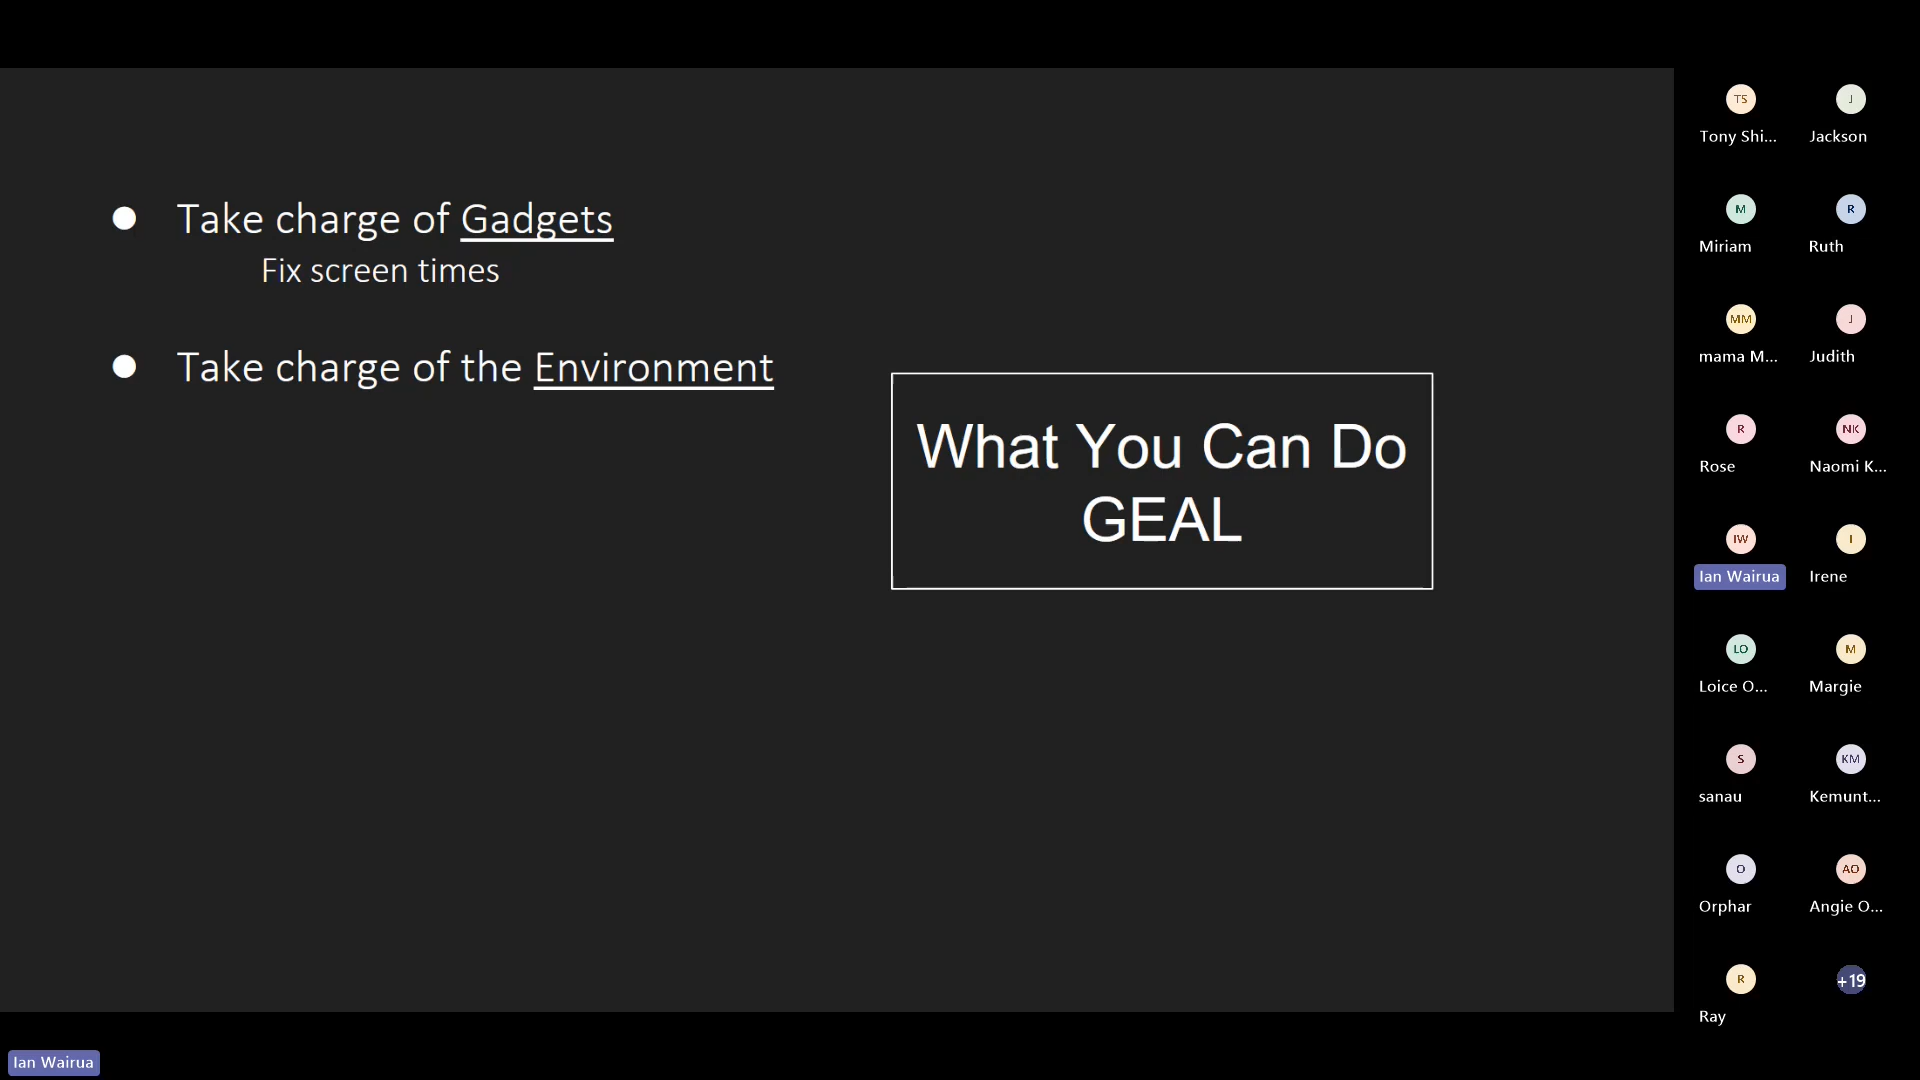 ● Take charge of Gadgets
Fix screen times
● Take charge of the Environment
What You Can Do
GEAL
TS
Tony Shi...
J
Jackson
M
Miriam
R
Ruth
MM
mama M...
J
Judith
R
Rose
NK
Naomi K...
IW
Ian Wairua
I
Irene
LO
Loice O...
M
Margie
S
sanau
KM
Kemunt...
O
Orphar
AO
Angie O...
R
Ray
+19
Ian Wairua